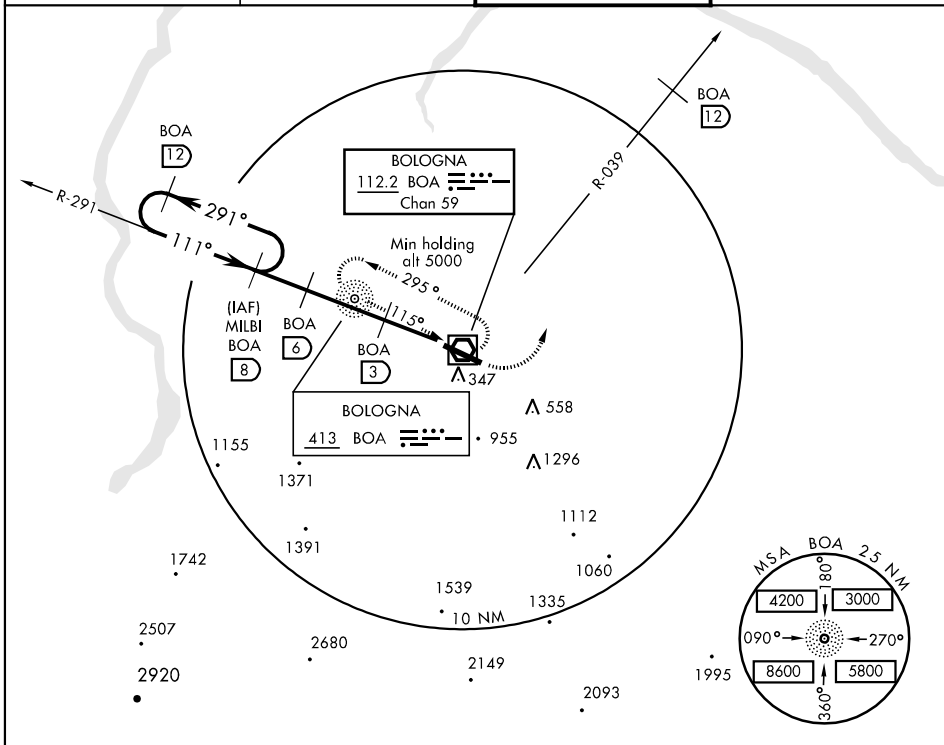 BOA
12
R-039
BOLOGNA
112.2 BOA
Chan 59
BOA
12
R-291
291°
111°
Min holding
alt 5000
295°
115°
(IAF)
MILBI
BOA
8
BOA
6
BOA
3
347
BOLOGNA
413 BOA
558
955
1296
1155
1371
1391
1112
1060
1742
1539
10 NM
1335
2507
2680
2920
2149
2093
1995
MSA BOA 25 NM
180°
4200
3000
090°
270°
8600
5800
360°